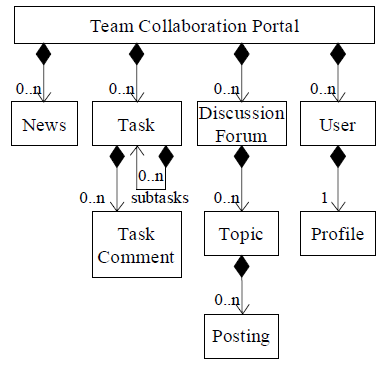 Team Collaboration Portal
0..n 0..n 0..n 0..n
News Task Discussion Forum User
0..n
0..n subtasks 0..n 1
Task Comment Topic Profile
0..n
Posting